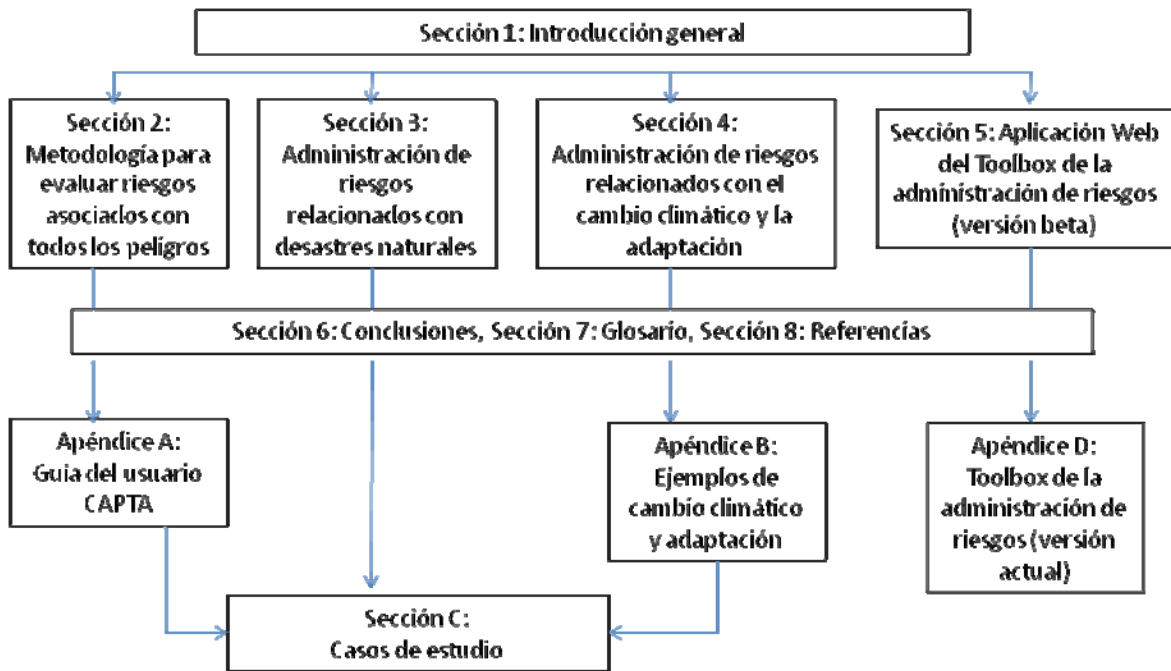 Sección 1: Introducción general
Sección 2:
Metodología para
evaluar riesgos
asociados con
todos los peligros
Sección 3:
Administración de
riesgos
relacionados con
desastres naturales
Sección 4:
Administración de riesgos
relacionados con el
cambio climático y la
adaptación
Sección 5: Aplicación Web
del Toolbox de la
administración de riesgos
(versión beta)
Sección 6: Conclusiones, Sección 7: Glosario, Sección 8: Referencias
Apéndice A:
Guía del usuario
CAPTA
Apéndice B:
Ejemplos de
cambio climático
y adaptación
Apéndice D:
Toolbox de la
administración de
riesgos (versión
actual)
Sección C:
Casos de estudio